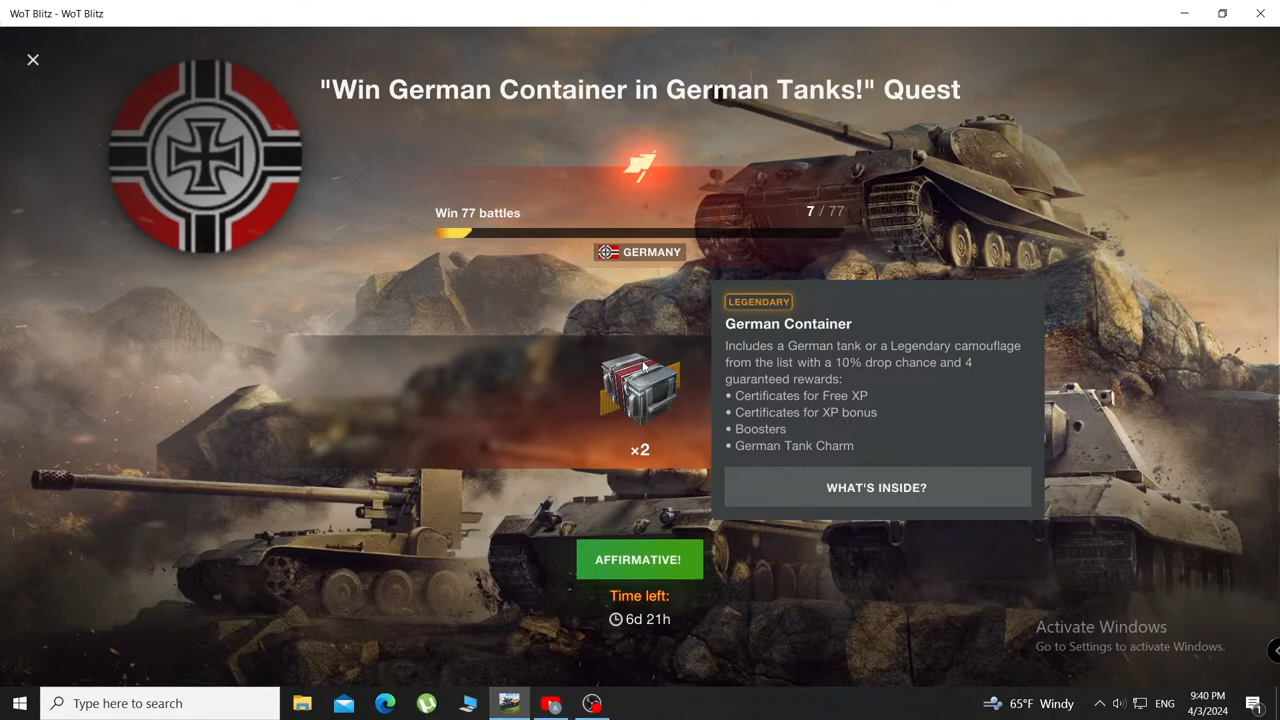 WoT Blitz - WoT Blitz
"Win German Container in German Tanks!" Quest
Win 77 battles
7 / 77
GERMANY
LEGENDARY
German Container
Includes a German tank or a Legendary camouflage
from the list with a 10% drop chance and 4
guaranteed rewards:
• Certificates for Free XP
• Certificates for XP bonus
• Boosters
• German Tank Charm
×2
WHAT'S INSIDE?
AFFIRMATIVE!
Time left:
6d 21h
Activate Windows
Go to Settings to activate Windows.
Type here to search
65°F Windy
ENG
9:40 PM
4/3/2024
1